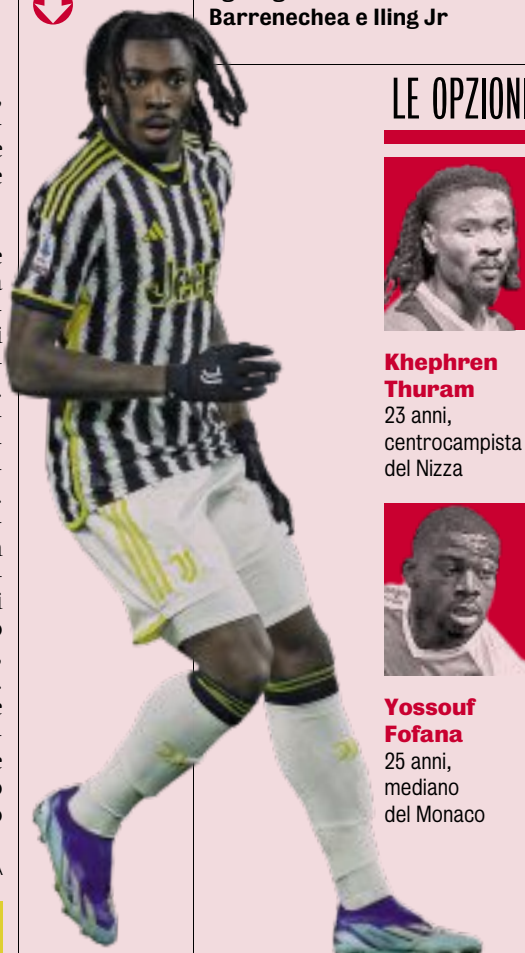 Barrenechea e Iling Jr
LE OPZIONI
Jeep
Khephren
Thuram
23 anni,
centrocampista
del Nizza
Yossouf
Fofana
25 anni,
mediano
del Monaco